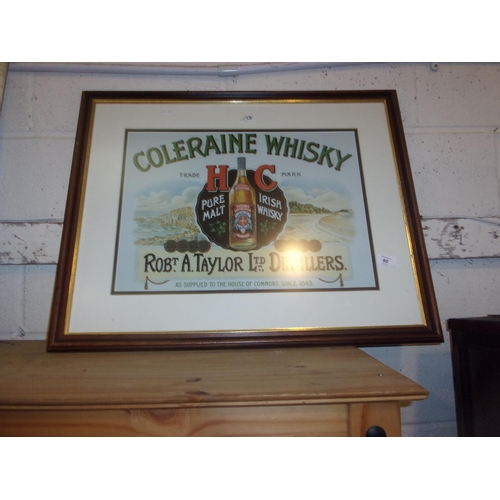 COLERAINE WHISKY
TRADE H C MARK
PURE MALT IRISH WHISKY
ROBT. A. TAYLOR LTD. DISTILLERS.
AS SUPPLIED TO THE HOUSE OF COMMONS SINCE 1843